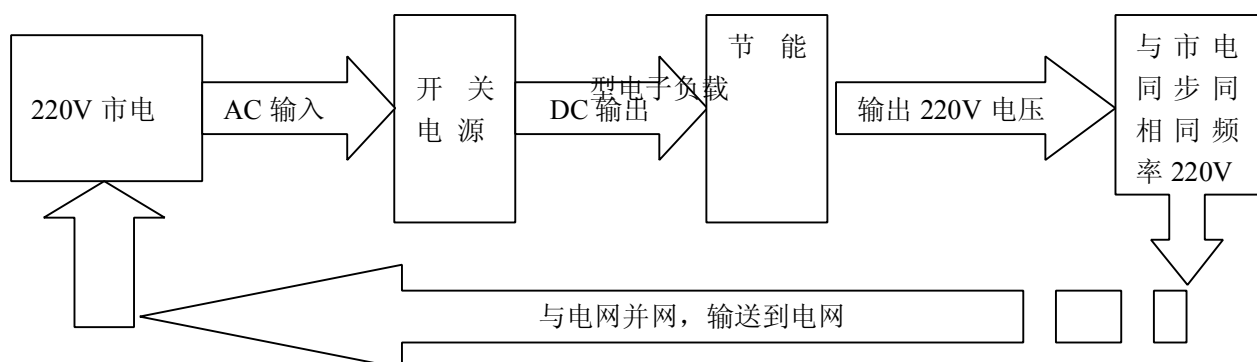 220V 市电
AC 输入
开 关
电 源
DC 输出
节 能
型电子负载
输出 220V 电压
与 市 电
同 步 同
相 同 频
率 220V
与电网并网，输送到电网